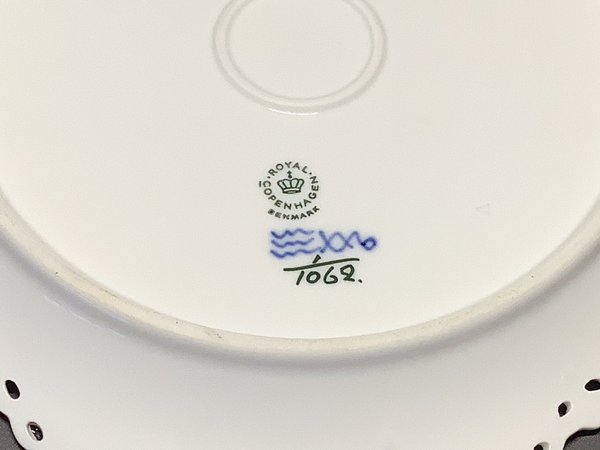 ROYAL
COPENHAGEN
DENMARK
1
1062.